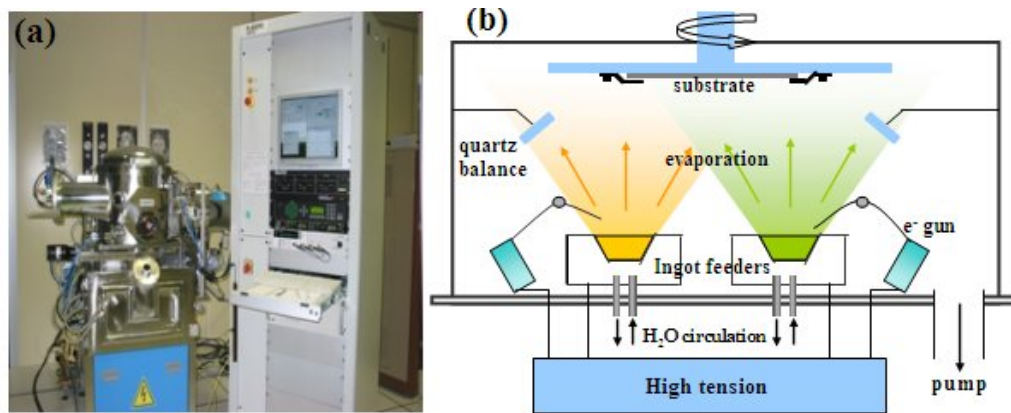 (a)
(b)
substrate
quartz
balance
evaporation
e⁻ gun
Ingot feeders
H₂O circulation
High tension
pump